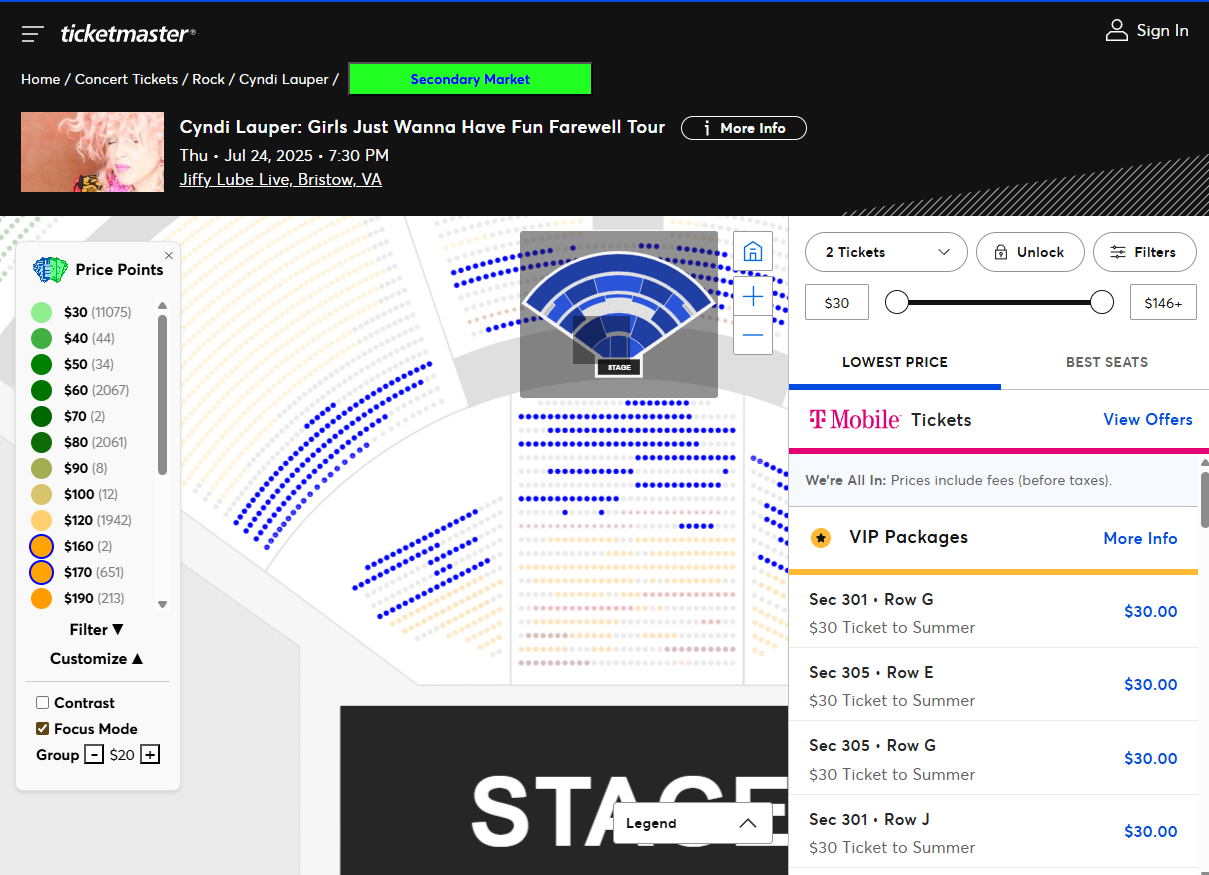 ticketmaster®
Sign In
Home / Concert Tickets / Rock / Cyndi Lauper /
Secondary Market
Cyndi Lauper: Girls Just Wanna Have Fun Farewell Tour
More Info
Thu • Jul 24, 2025 • 7:30 PM
Jiffy Lube Live, Bristow, VA
Price Points
$30 (11075)
$40 (44)
$50 (34)
$60 (2067)
$70 (2)
$80 (2061)
$90 (8)
$100 (12)
$120 (1942)
$160 (2)
$170 (651)
$190 (213)
Filter ▼
Customize ▲
Contrast
Focus Mode
Group - $20 +
STAGE
STAGE
Legend
2 Tickets
Unlock
Filters
$30
$146+
LOWEST PRICE
BEST SEATS
T Mobile Tickets
View Offers
We're All In: Prices include fees (before taxes).
VIP Packages
More Info
Sec 301 • Row G
$30.00
$30 Ticket to Summer
Sec 305 • Row E
$30.00
$30 Ticket to Summer
Sec 305 • Row G
$30.00
$30 Ticket to Summer
Sec 301 • Row J
$30.00
$30 Ticket to Summer